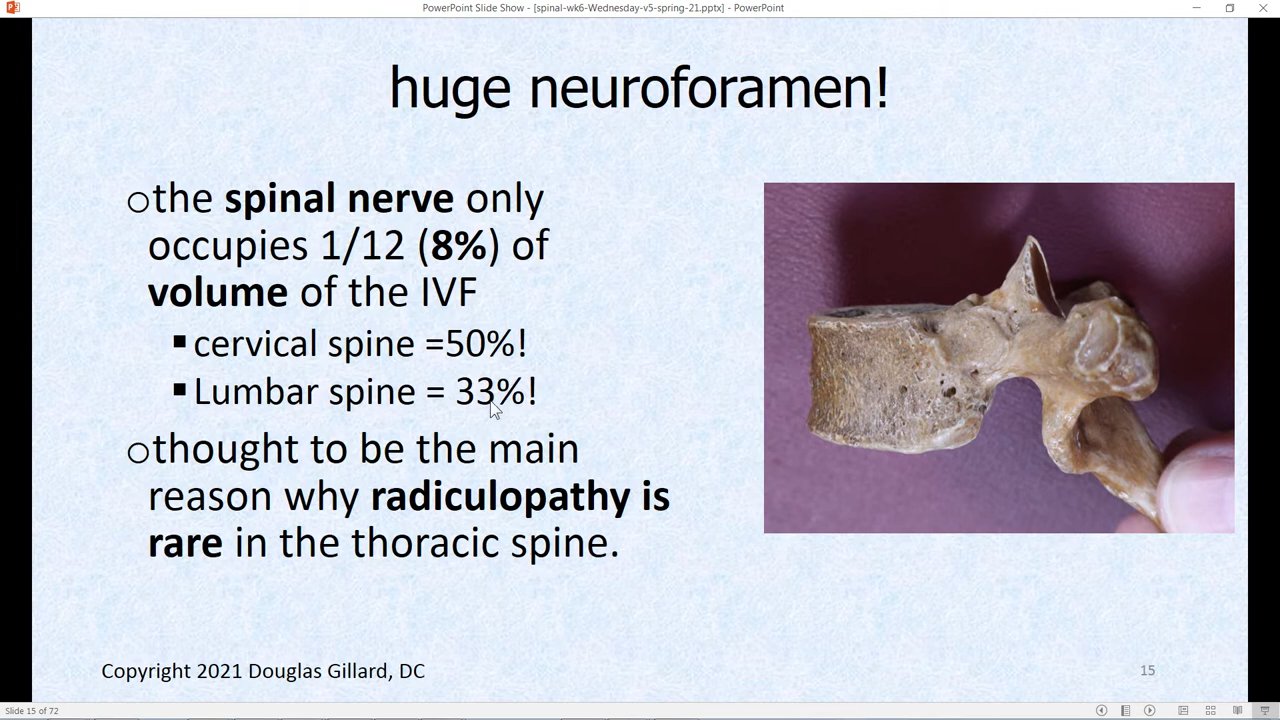 PowerPoint Slide Show - [spinal-wk6-Wednesday-v5-spring-21.pptx] - PowerPoint
huge neuroforamen!
the spinal nerve only
occupies 1/12 (8%) of
volume of the IVF
cervical spine =50%!
Lumbar spine = 33%!
thought to be the main
reason why radiculopathy is
rare in the thoracic spine.
Copyright 2021 Douglas Gillard, DC
15
Slide 15 of 72